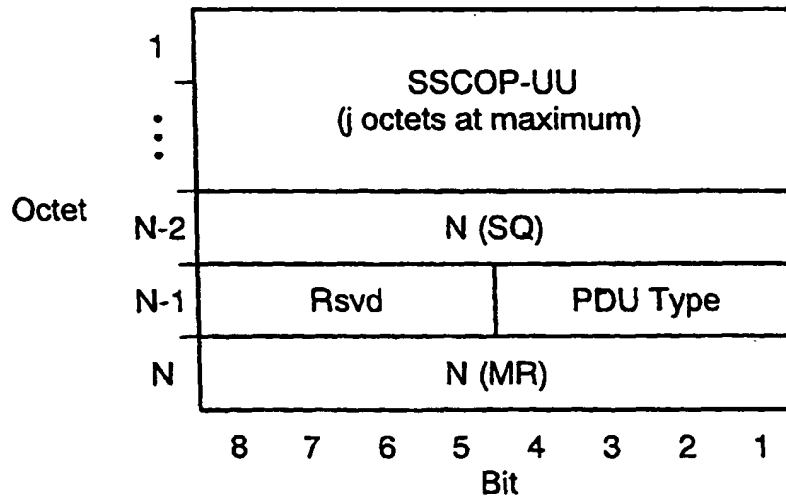 1
SSCOP-UU
(j octets at maximum)
Octet
N-2
N (SQ)
N-1
Rsvd
PDU Type
N
N (MR)
8 7 6 5 4 3 2 1
Bit